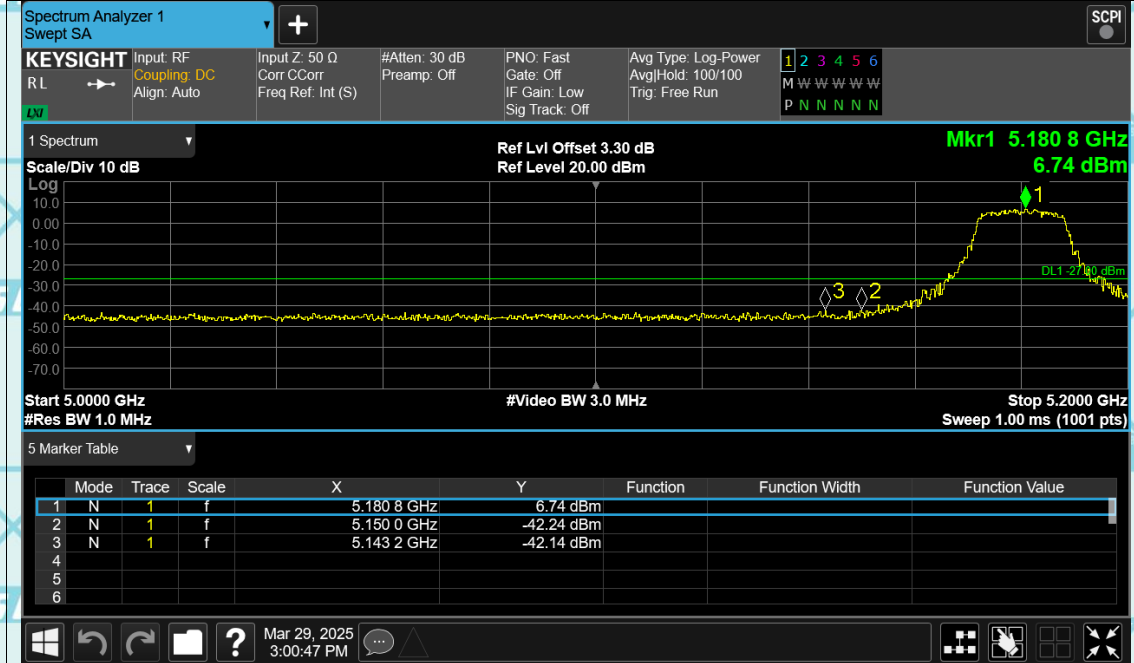 Spectrum Analyzer 1
Swept SA
+
SCPI
KEYSIGHT
RL
LXI
Input: RF
Coupling: DC
Align: Auto
Input Z: 50 Ω
Corr CCorr
Freq Ref: Int (S)
#Atten: 30 dB
Preamp: Off
PNO: Fast
Gate: Off
IF Gain: Low
Sig Track: Off
Avg Type: Log-Power
Avg|Hold: 100/100
Trig: Free Run
1 2 3 4 5 6
M W W W W W W
P N N N N N N
1 Spectrum
Scale/Div 10 dB
Ref Lvl Offset 3.30 dB
Ref Level 20.00 dBm
Mkr1 5.180 8 GHz
6.74 dBm
Log
10.0
0.00
-10.0
-20.0
-30.0
-40.0
-50.0
-60.0
-70.0
1
DL1 -27.00 dBm
3
2
Start 5.0000 GHz
#Res BW 1.0 MHz
#Video BW 3.0 MHz
Stop 5.2000 GHz
Sweep 1.00 ms (1001 pts)
5 Marker Table
Mode Trace Scale X Y Function Function Width Function Value
1 N 1 f 5.180 8 GHz 6.74 dBm
2 N 1 f 5.150 0 GHz -42.24 dBm
3 N 1 f 5.143 2 GHz -42.14 dBm
4
5
6
?
Mar 29, 2025
3:00:47 PM